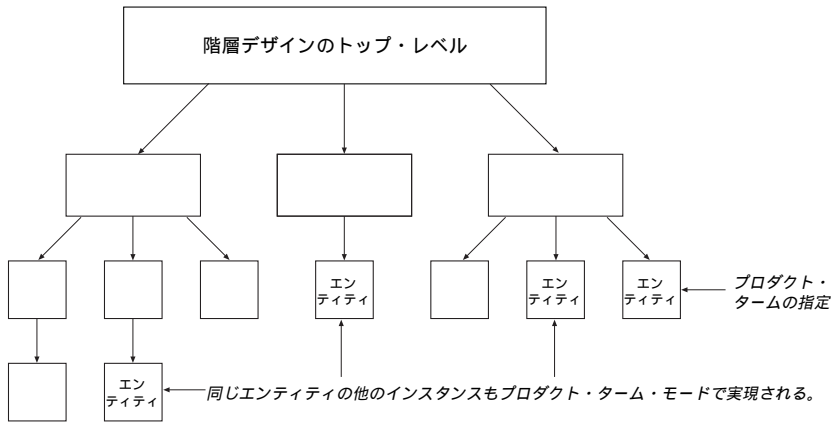 階層デザインのトップ・レベル
エン
ティティ
エン
ティティ
エン
ティティ
プロダクト・
タームの指定
エン
ティティ
同じエンティティの他のインスタンスもプロダクト・ターム・モードで実現される。